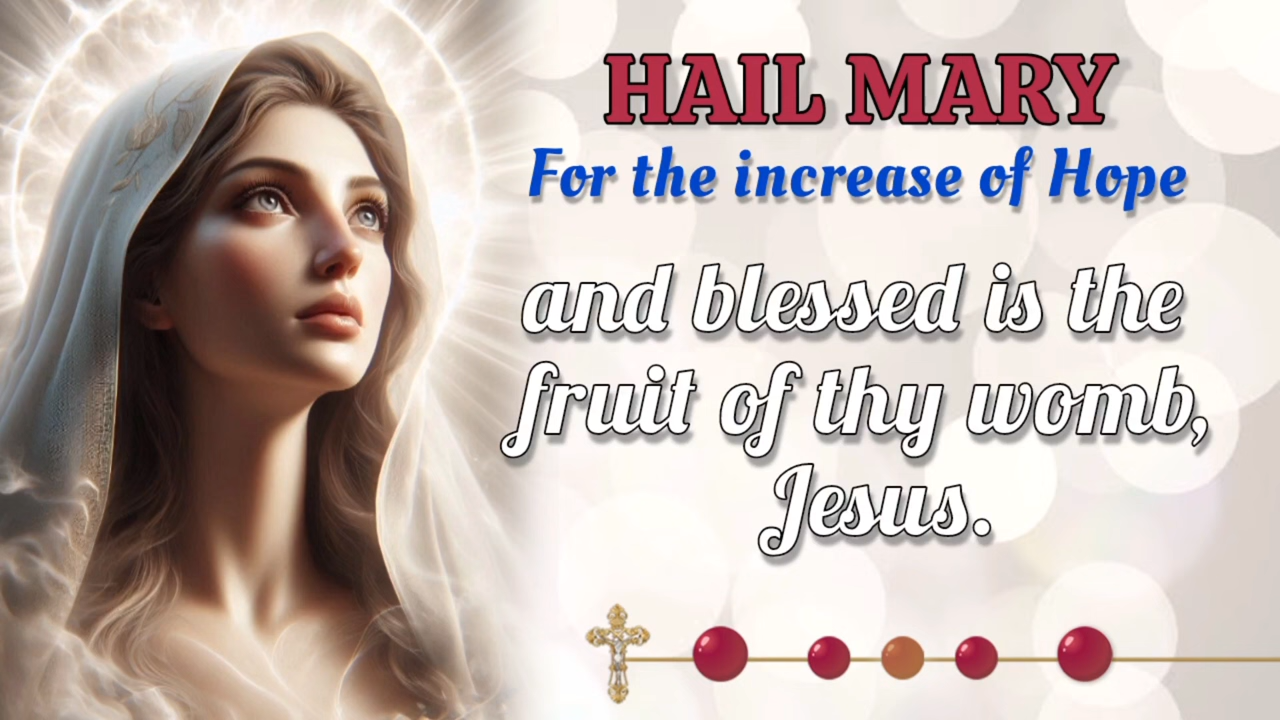 HAIL MARY
For the increase of Hope
and blessed is the
fruit of thy womb,
Jesus.